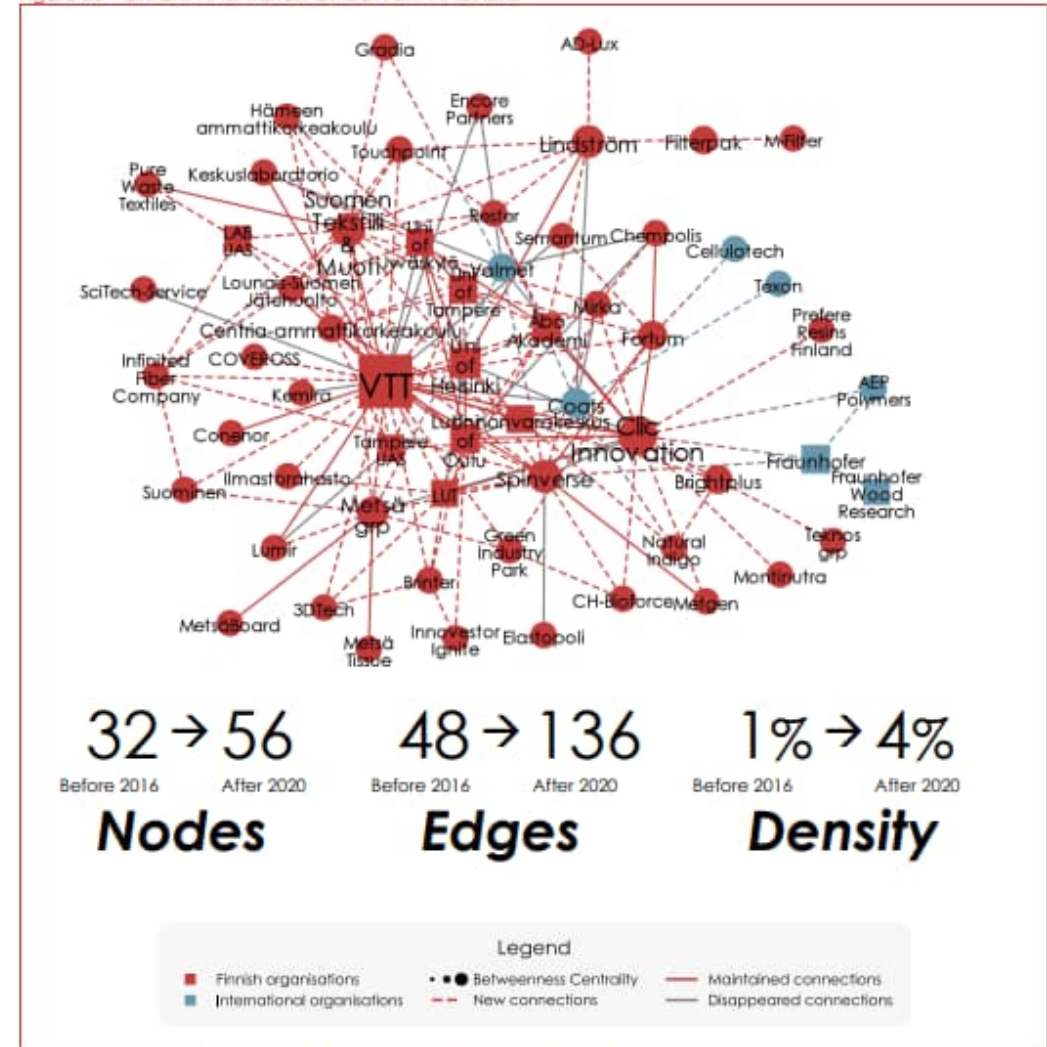 Gradia
AD-Lux
Encore
Partners
Hämeen
ammattikorkeakoulu
Touchpoint
Lindström
Filterpak
M-Filter
Pure
Waste
Textiles
Keskuslaboratorio
Suomen
Tekstiili
&
Muoti
Rester
LAB
UAS
Uni
of
Jyväskylä
Semantum
Chempolis
Cellulotech
Valmet
Uni
of
Tampere
SciTech-Service
Lounais-Suomen
Jätehuolto
Texon
Mirka
Åbo
Akademi
Fortum
Prefere
Resins
Finland
Centria-ammattikorkeakoulu
Infinited
Fiber
Company
COVEROSS
Uni
of
Helsinki
VTT
Kemira
AEP
Polymers
Coats
Luonnonvarakeskus
Clic
Innovation
Conenor
Tampere
UAS
of
Oulu
Fraunhofer
Fraunhofer
Wood
Research
Suominen
Ilmastorahasto
Spinverse
Brightplus
LUT
Metsä
grp
Lumir
Green
Industry
Park
Natural
Indigo
Teknos
grp
Montinutra
Brinter
3DTech
CH-Bioforce
Metgen
MetsäBoard
Metsä
Tissue
Innovestor
Ignite
Elastopoli
32 → 56 48 → 136 1% → 4%
Before 2016 After 2020 Before 2016 After 2020 Before 2016 After 2020
Nodes Edges Density
Legend
Finnish organisations Betweenness Centrality Maintained connections
International organisations New connections Disappeared connections